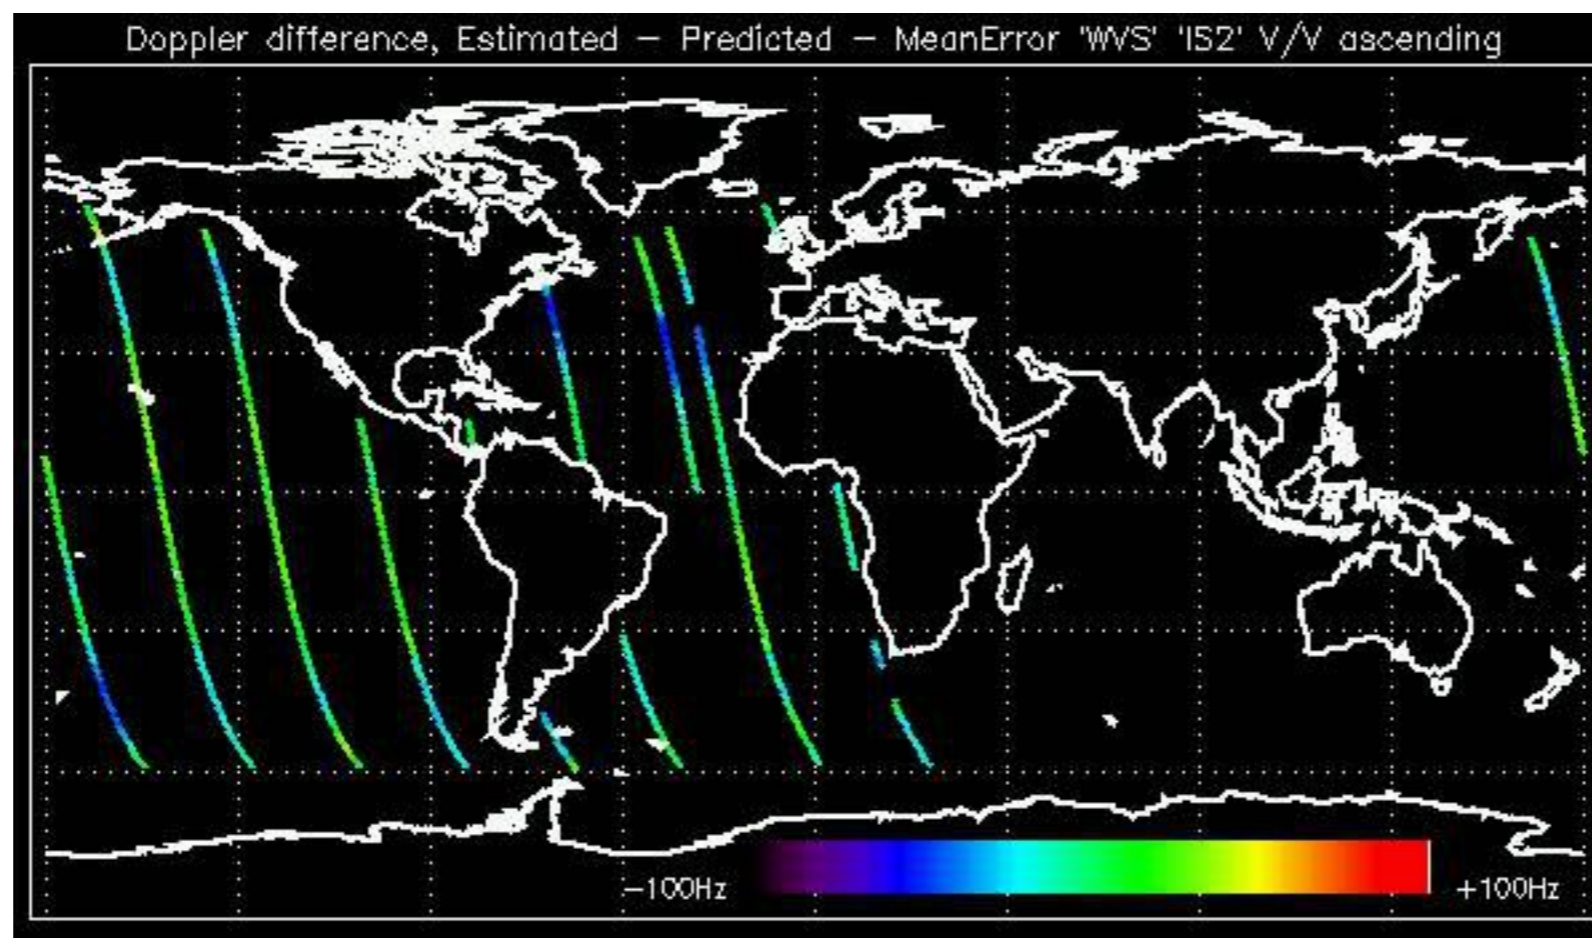 Doppler difference, Estimated – Predicted – MeanError 'WVS' 'IS2' V/V ascending
–100Hz
+100Hz